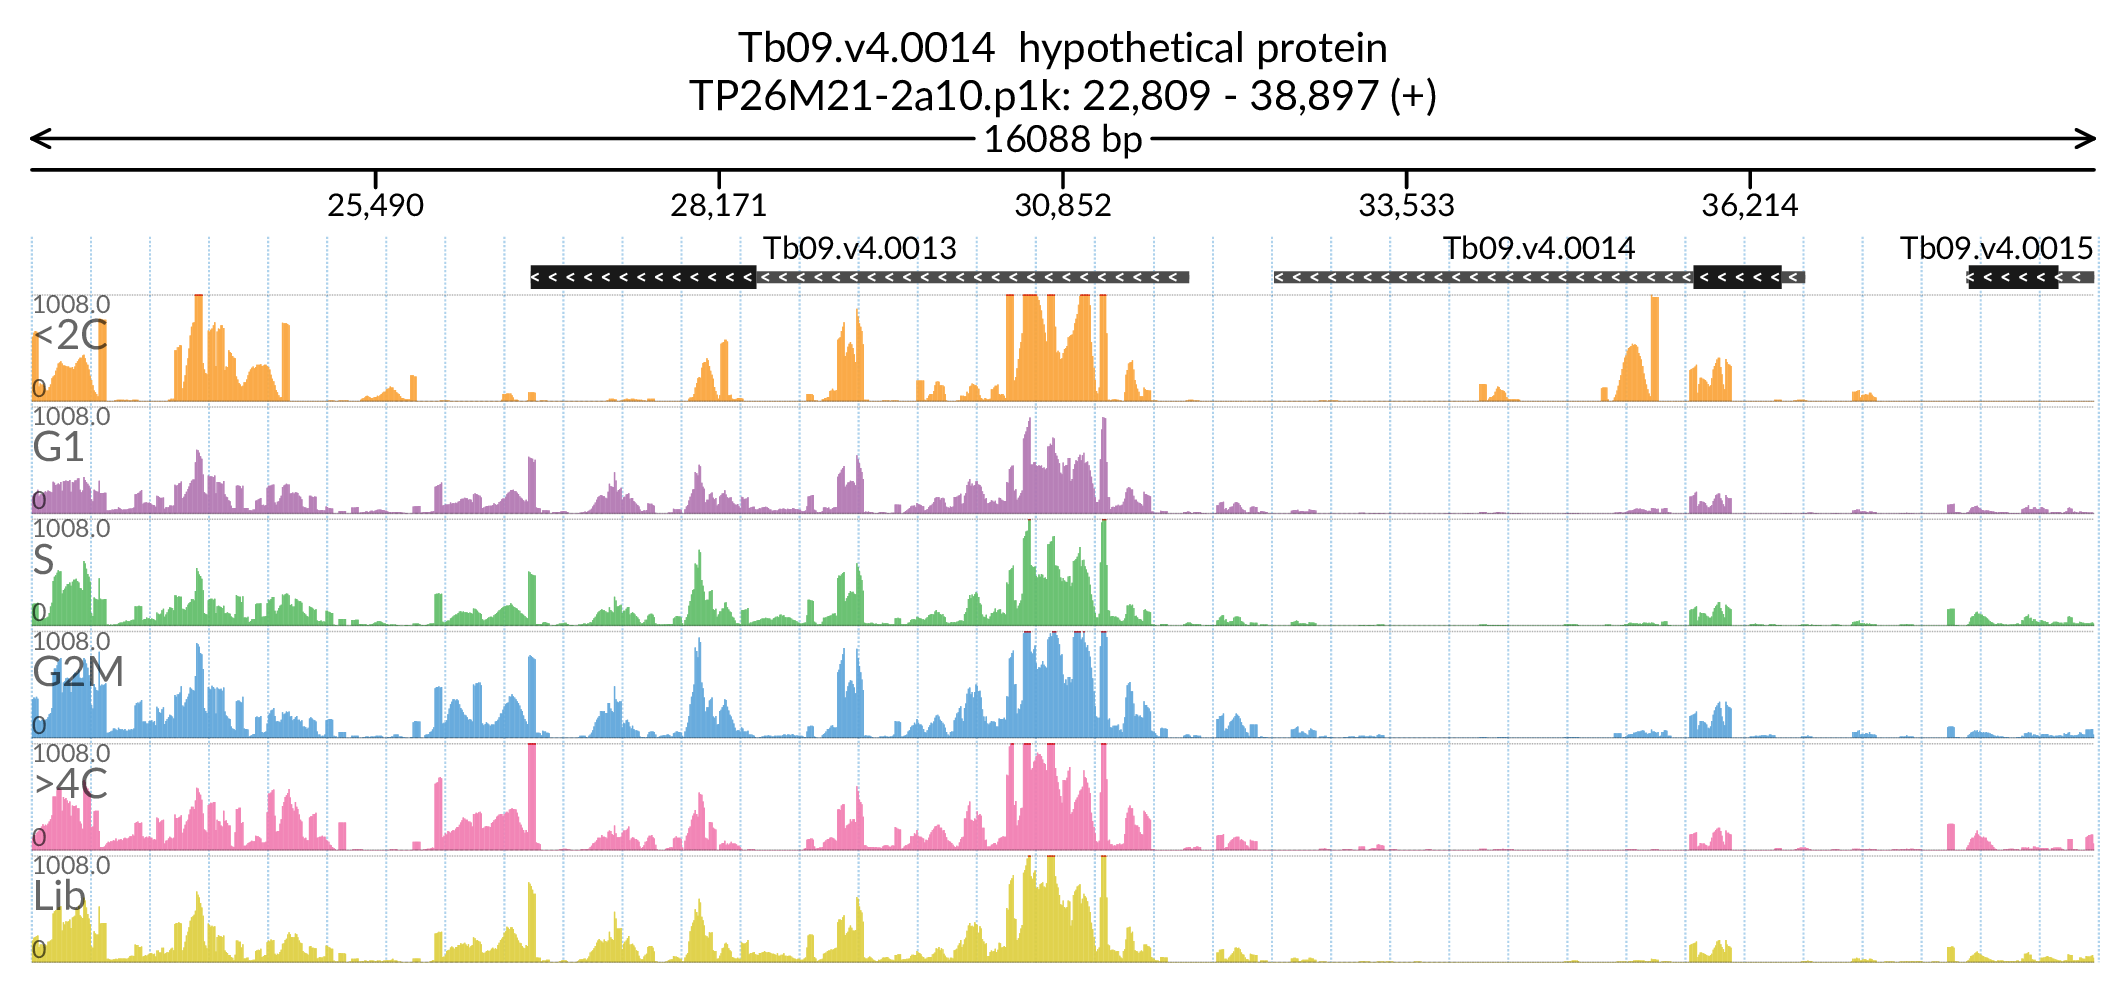 Tb09.v4.0014 hypothetical protein
TP26M21-2a10.p1k: 22,809 - 38,897 (+)
16088 bp
25,490 28,171 30,852 33,533 36,214
Tb09.v4.0013 Tb09.v4.0014 Tb09.v4.0015
1008.0
<2C
0
1008.0
G1
0
1008.0
S
0
1008.0
G2M
0
1008.0
>4C
0
1008.0
Lib
0